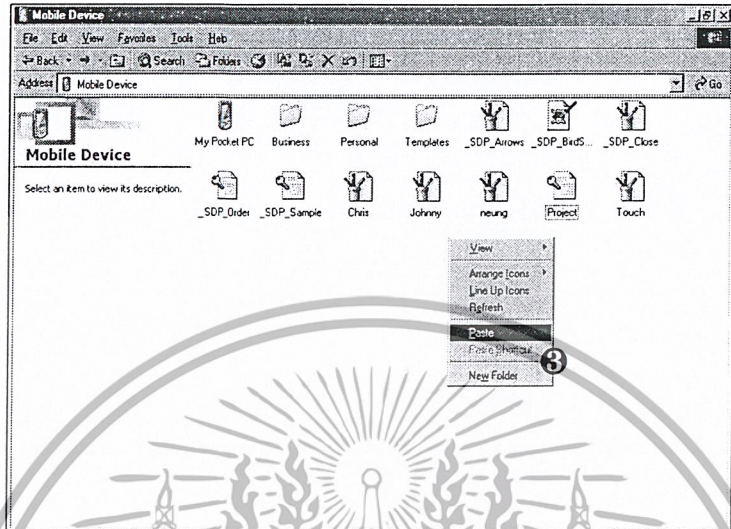 Mobile Device
File Edit View Favorites Tools Help
Back Search Folders
Address Mobile Device Go
My Pocket PC Business Personal Templates _SDP_Arrows _SDP_BirdS... _SDP_Close
Mobile Device
Select an item to view its description.
_SDP_Order _SDP_Sample Chris Johnny neung Project Touch
View
Arrange Icons
Line Up Icons
Refresh
Paste
Paste Shortcut
3
New Folder